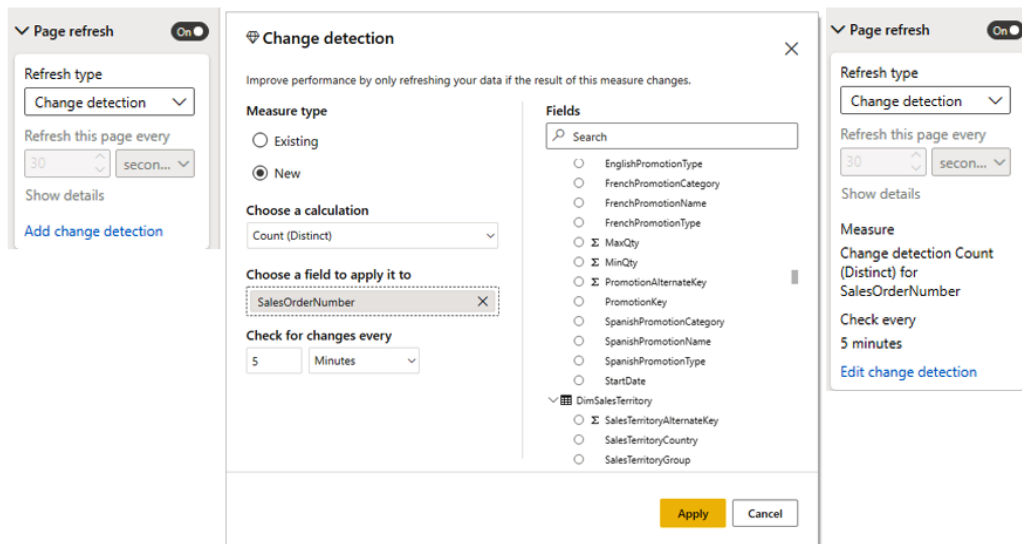 Page refresh
On
Refresh type
Change detection
Refresh this page every
30
secon...
Show details
Add change detection
Change detection
Improve performance by only refreshing your data if the result of this measure changes.
Measure type
Existing
New
Choose a calculation
Count (Distinct)
Choose a field to apply it to
SalesOrderNumber
Check for changes every
5
Minutes
Fields
Search
EnglishPromotionType
FrenchPromotionCategory
FrenchPromotionName
FrenchPromotionType
Σ MaxQty
Σ MinQty
Σ PromotionAlternateKey
PromotionKey
SpanishPromotionCategory
SpanishPromotionName
SpanishPromotionType
StartDate
DimSalesTerritory
Σ SalesTerritoryAlternateKey
SalesTerritoryCountry
SalesTerritoryGroup
Apply
Cancel
Page refresh
On
Refresh type
Change detection
Refresh this page every
30
secon...
Show details
Measure
Change detection Count
(Distinct) for
SalesOrderNumber
Check every
5 minutes
Edit change detection